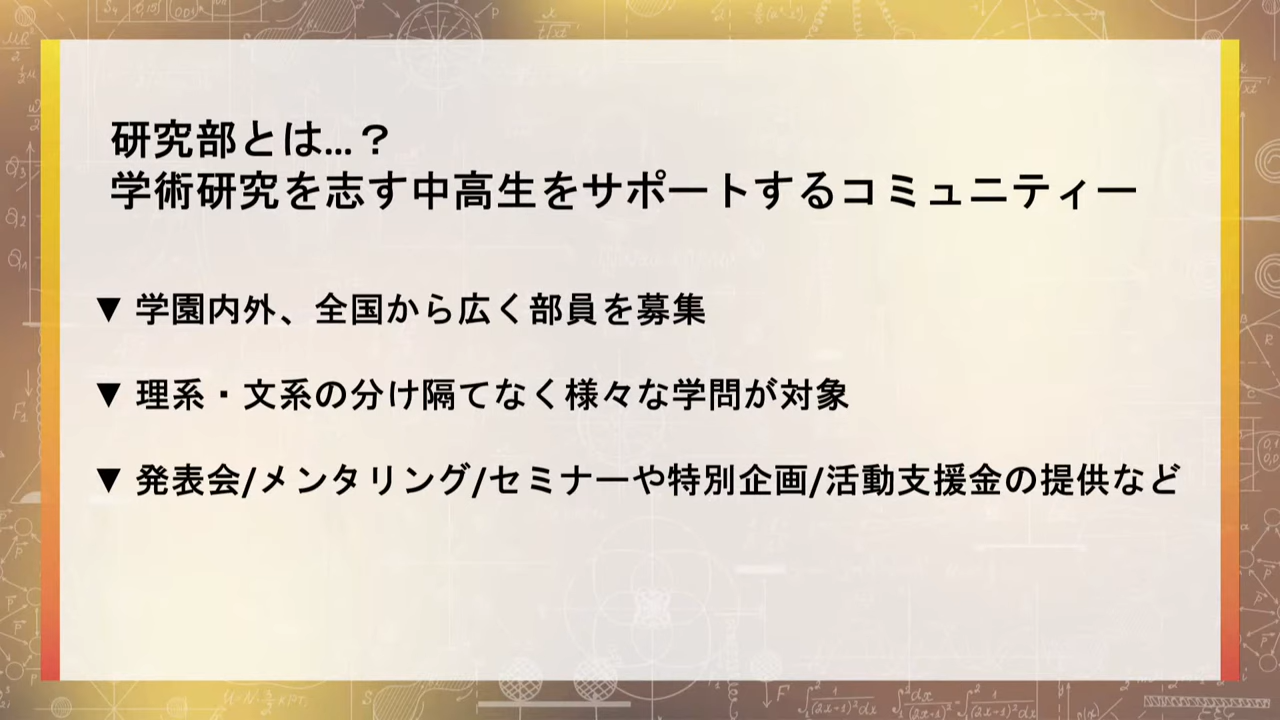 研究部とは…？
学術研究を志す中高生をサポートするコミュニティー
▼ 学園内外、全国から広く部員を募集
▼ 理系・文系の分け隔てなく様々な学問が対象
▼ 発表会/メンタリング/セミナーや特別企画/活動支援金の提供など